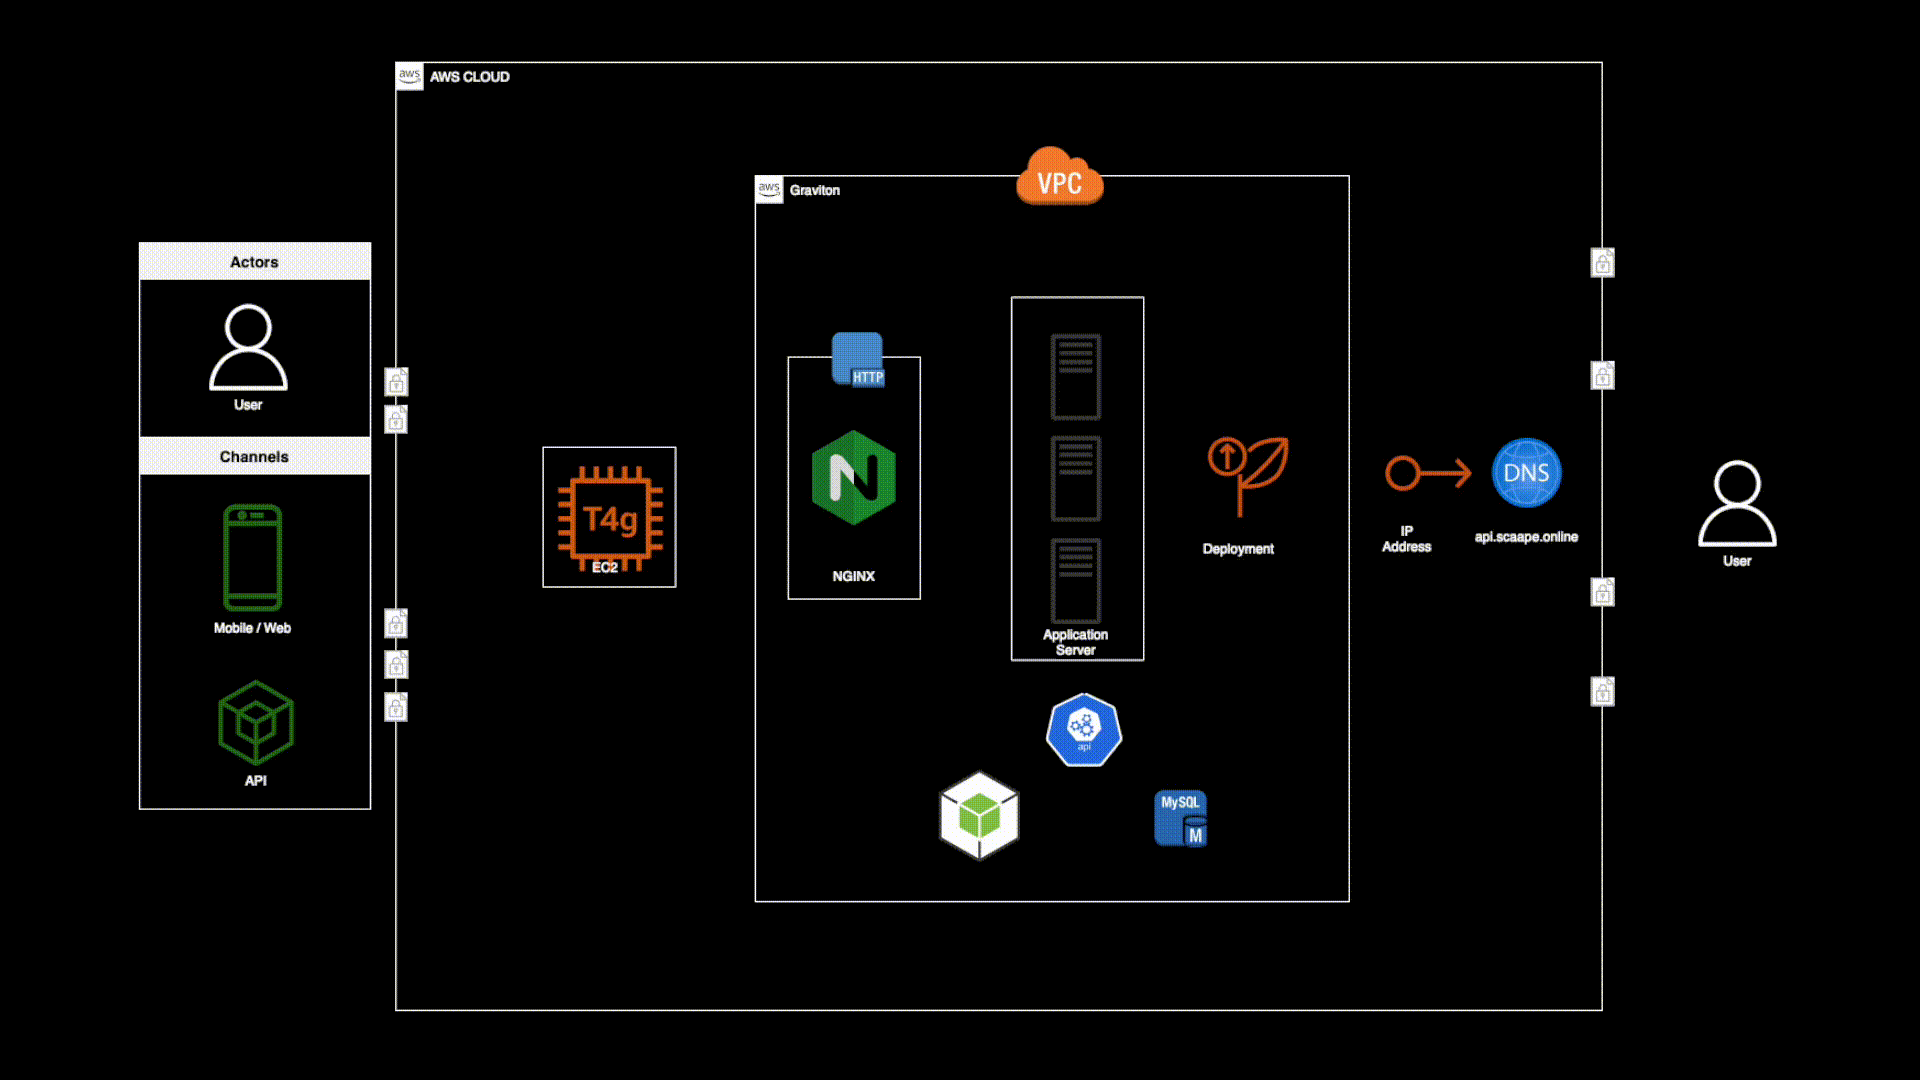 aws AWS CLOUD
VPC
aws Graviton
Actors
User
Channels
Mobile / Web
API
T4g
EC2
HTTP
NGINX
Application
Server
api
MySQL
M
Deployment
IP
Address
DNS
api.scaape.online
User